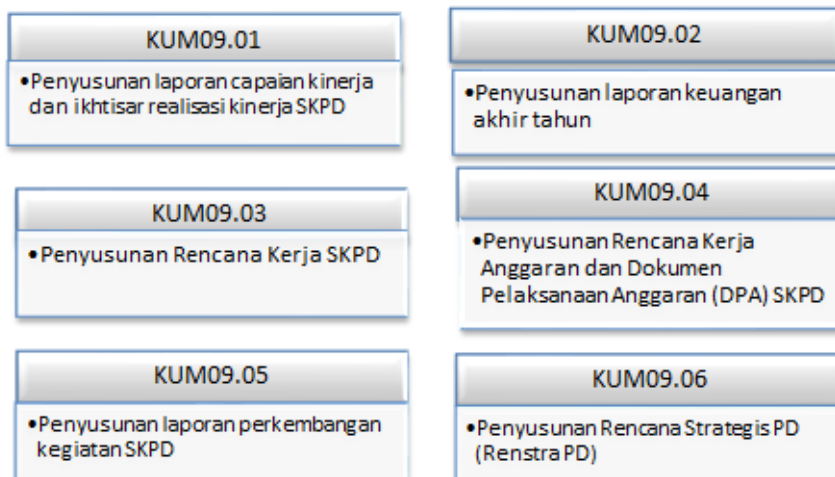 KUM09.01
•Penyusunan laporan capaian kinerja
dan ikhtisar realisasi kinerja SKPD
KUM09.02
•Penyusunan laporan keuangan
akhir tahun
KUM09.03
•Penyusunan Rencana Kerja SKPD
KUM09.04
•Penyusunan Rencana Kerja
Anggaran dan Dokumen
Pelaksanaan Anggaran (DPA) SKPD
KUM09.05
•Penyusunan laporan perkembangan
kegiatan SKPD
KUM09.06
•Penyusunan Rencana Strategis PD
(Renstra PD)